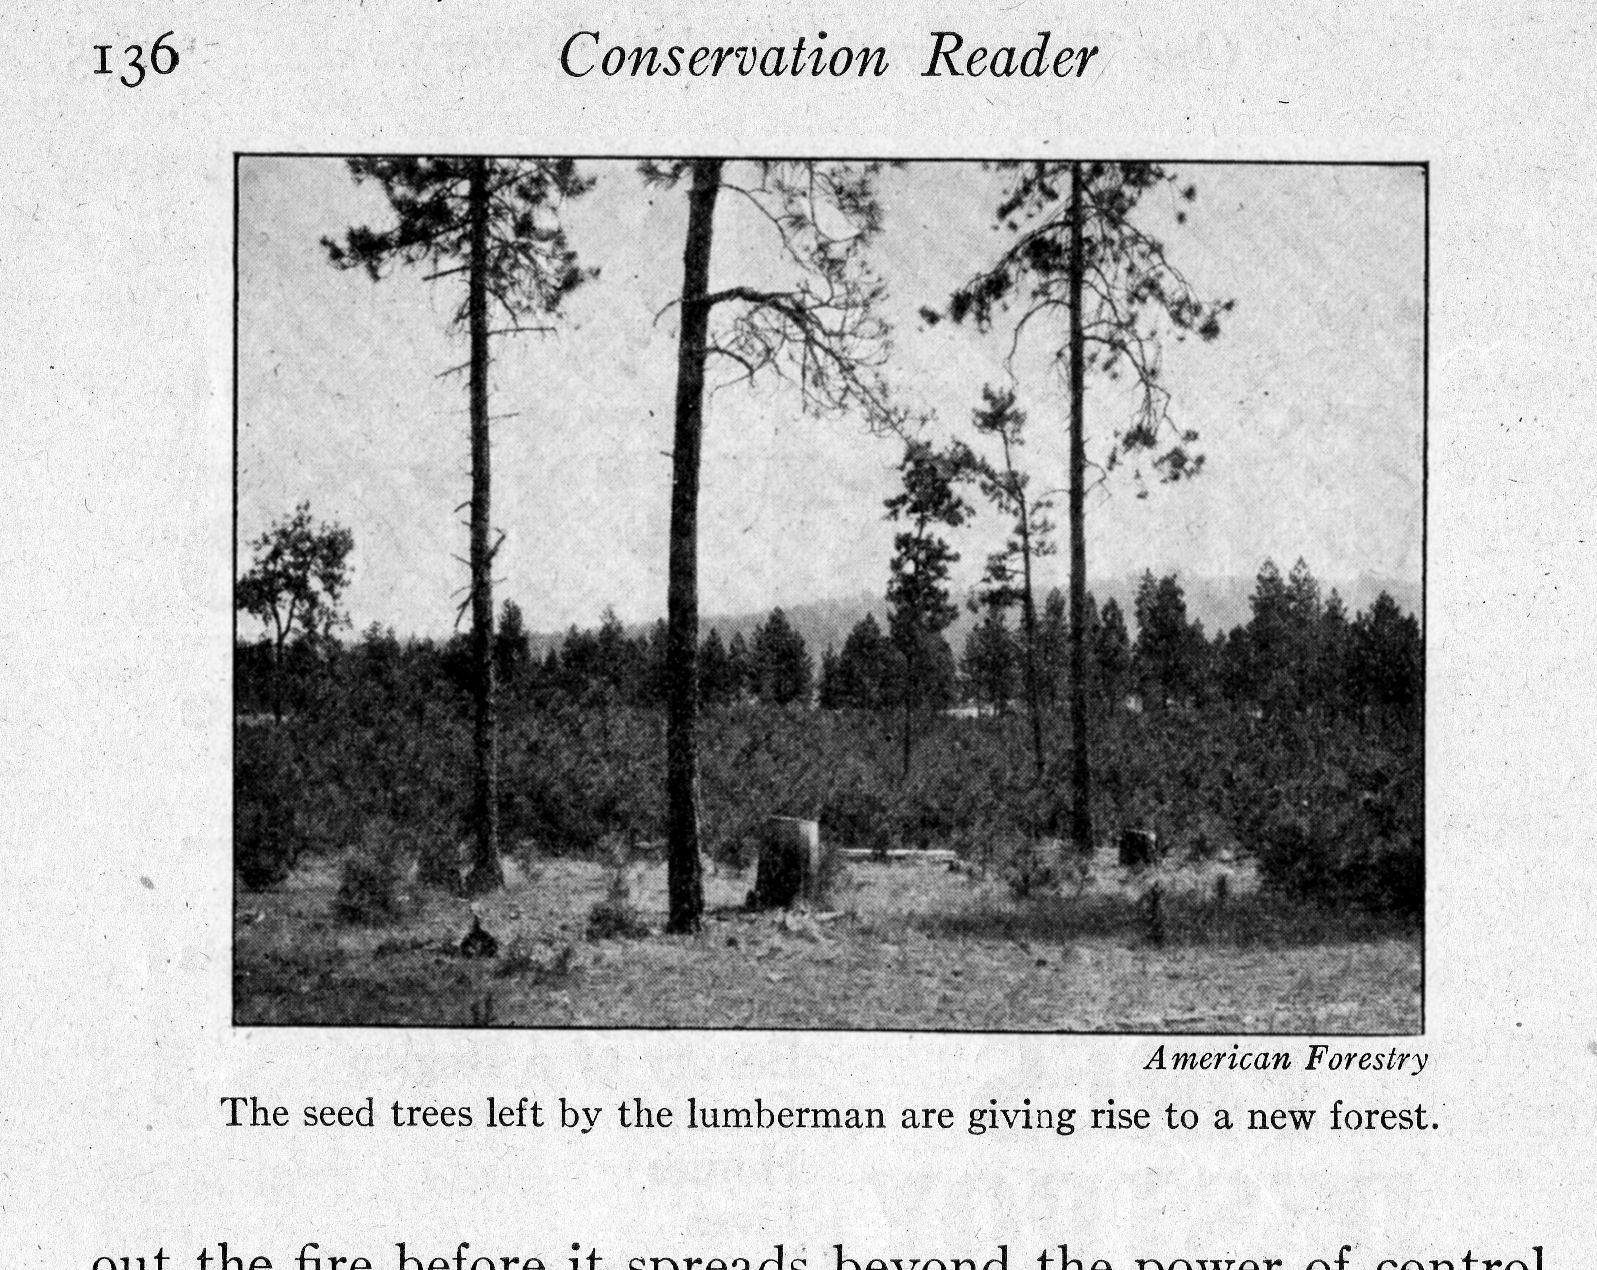 136 Conservation Reader
American Forestry
The seed trees left by the lumberman are giving rise to a new forest.
out the fire before it spreads beyond the power of control